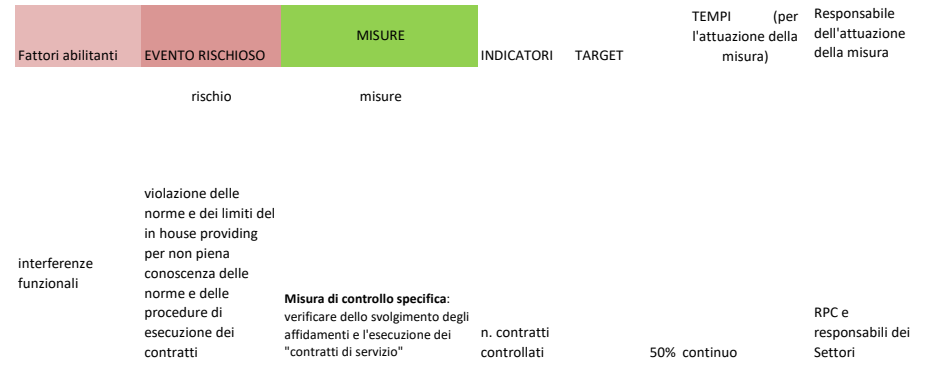 Fattori abilitanti
EVENTO RISCHIOSO
MISURE
INDICATORI
TARGET
TEMPI (per
l'attuazione della
misura)
Responsabile
dell'attuazione
della misura
rischio
misure
interferenze
funzionali
violazione delle
norme e dei limiti del
in house providing
per non piena
conoscenza delle
norme e delle
procedure di
esecuzione dei
contratti
Misura di controllo specifica:
verificare dello svolgimento degli
affidamenti e l'esecuzione dei
"contratti di servizio"
n. contratti
controllati
50%
continuo
RPC e
responsabili dei
Settori